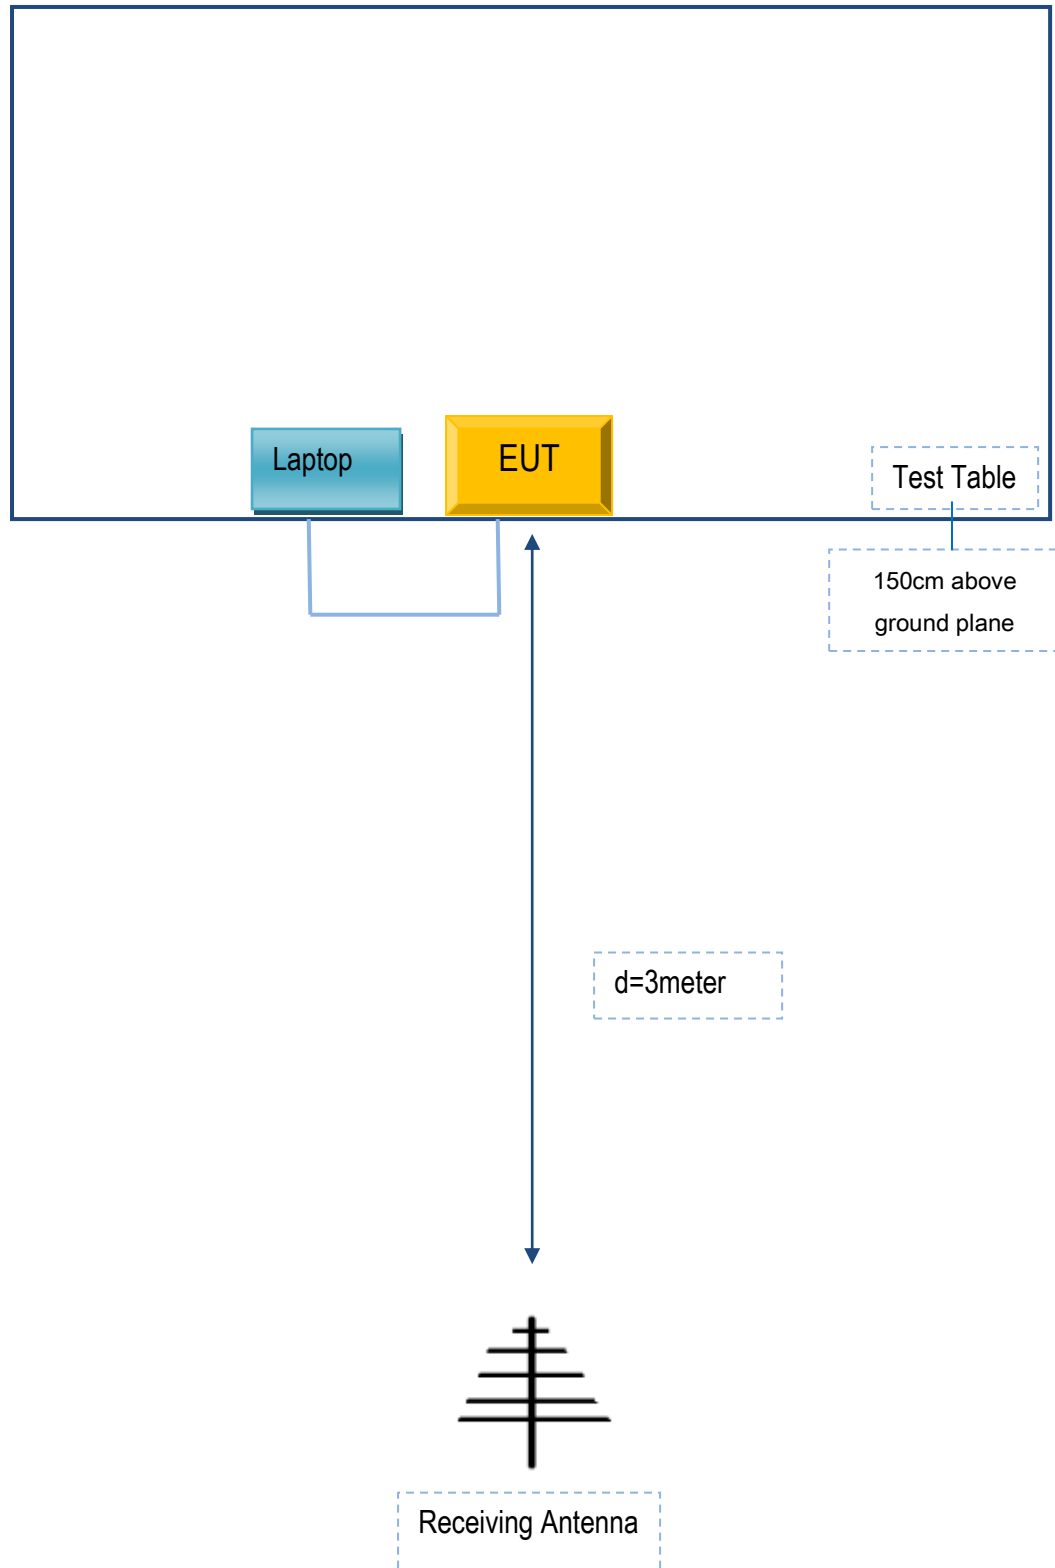 Laptop
EUT
Test Table
150cm above
ground plane
d=3meter
Receiving Antenna